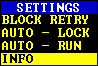 SETTINGS
BLOCK RETRY
AUTO - LOCK
AUTO - RUN
INFO